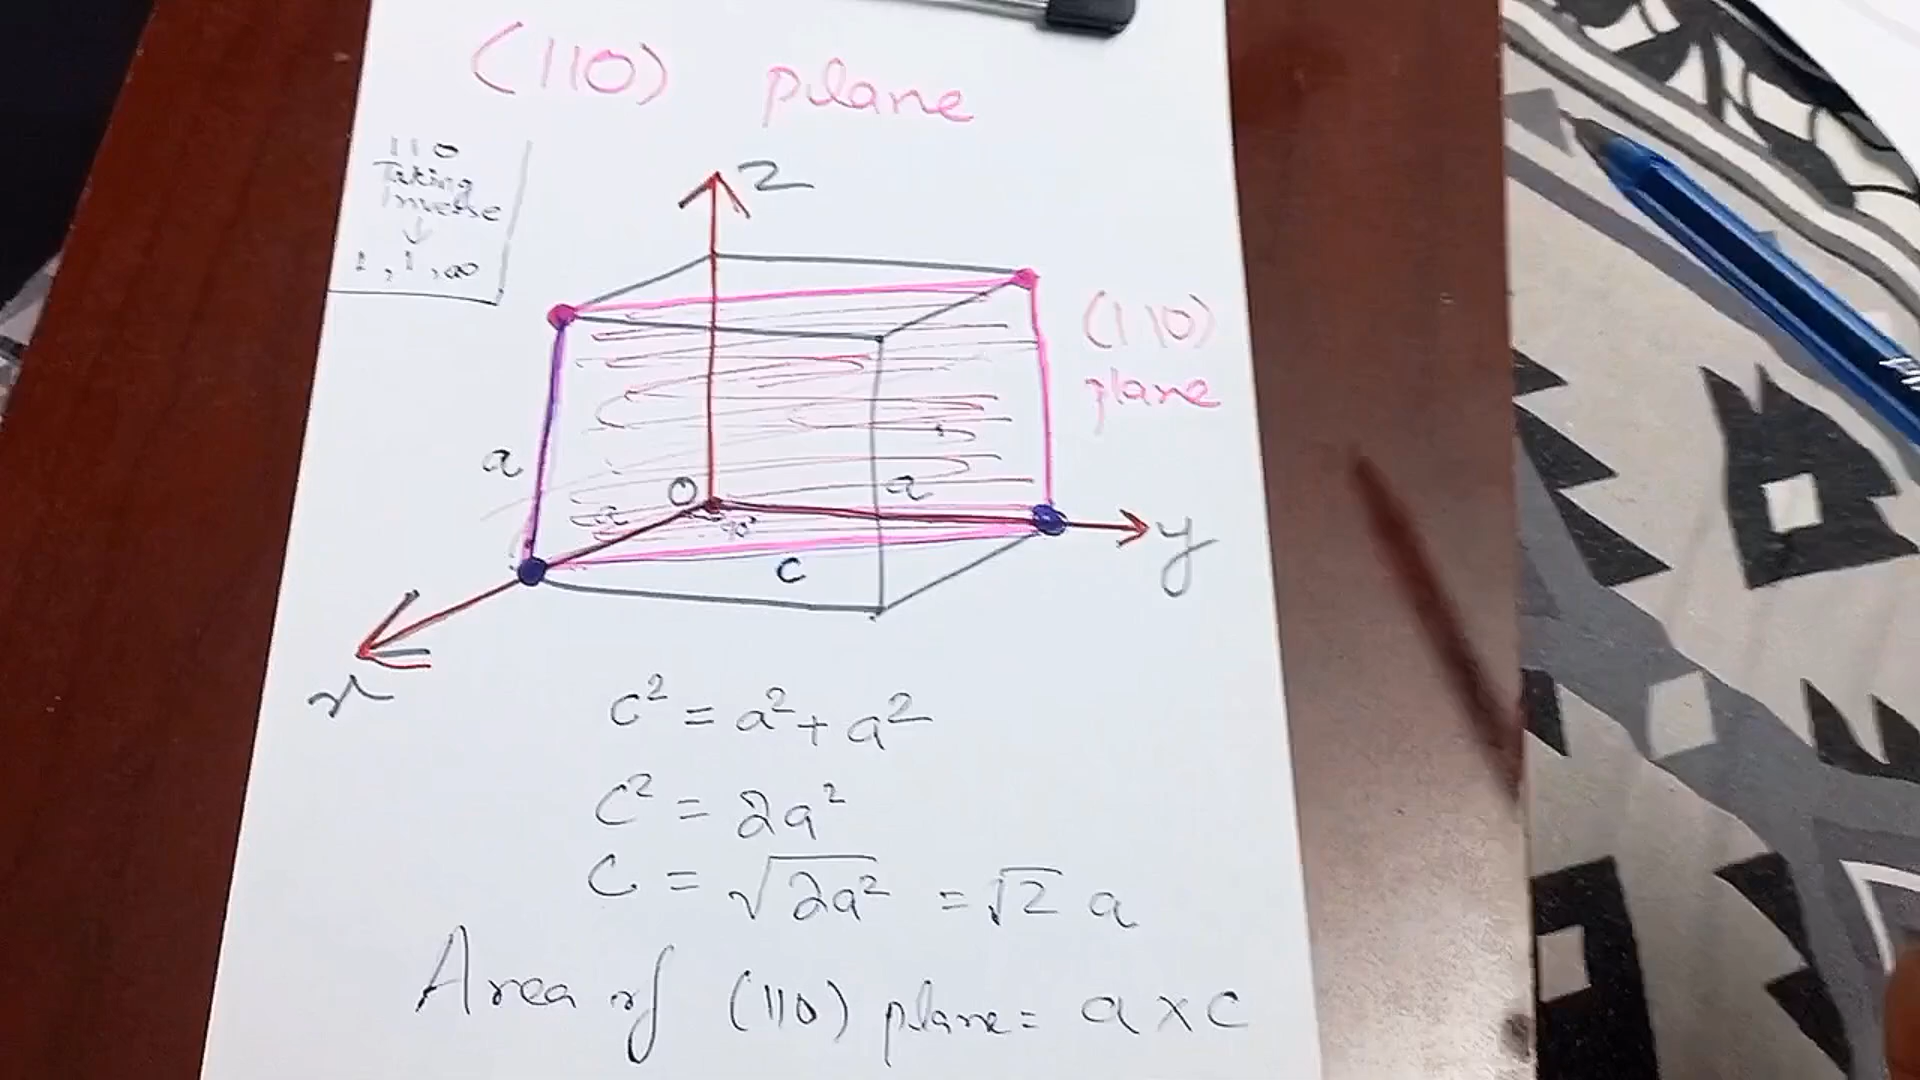 (110) plane
110
Taking
inverse
↓
1, 1, ∞
z
(110)
plane
a
O
a
a
90°
y
c
x
c² = a² + a²
c² = 2a²
c = √2a² = √2 a
Area of (110) plane = a x c